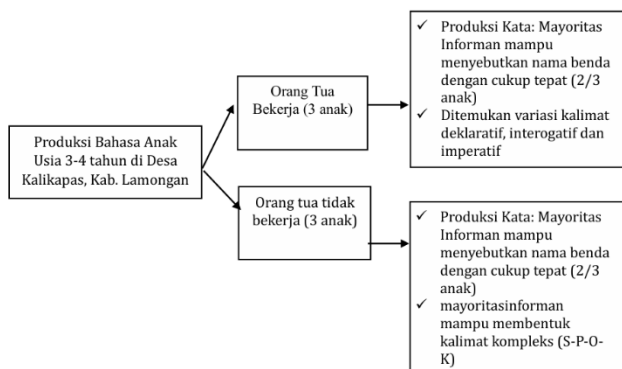 Produksi Bahasa Anak
Usia 3-4 tahun di Desa
Kalikapas, Kab. Lamongan
Orang Tua
Bekerja (3 anak)
✓ Produksi Kata: Mayoritas
Informan mampu
menyebutkan nama benda
dengan cukup tepat (2/3
anak)
✓ Ditemukan variasi kalimat
deklaratif, interogatif dan
imperatif
Orang tua tidak
bekerja (3 anak)
✓ Produksi Kata: Mayoritas
Informan mampu
menyebutkan nama benda
dengan cukup tepat (2/3
anak)
✓ mayoritasinforman
mampu membentuk
kalimat kompleks (S-P-O-
K)